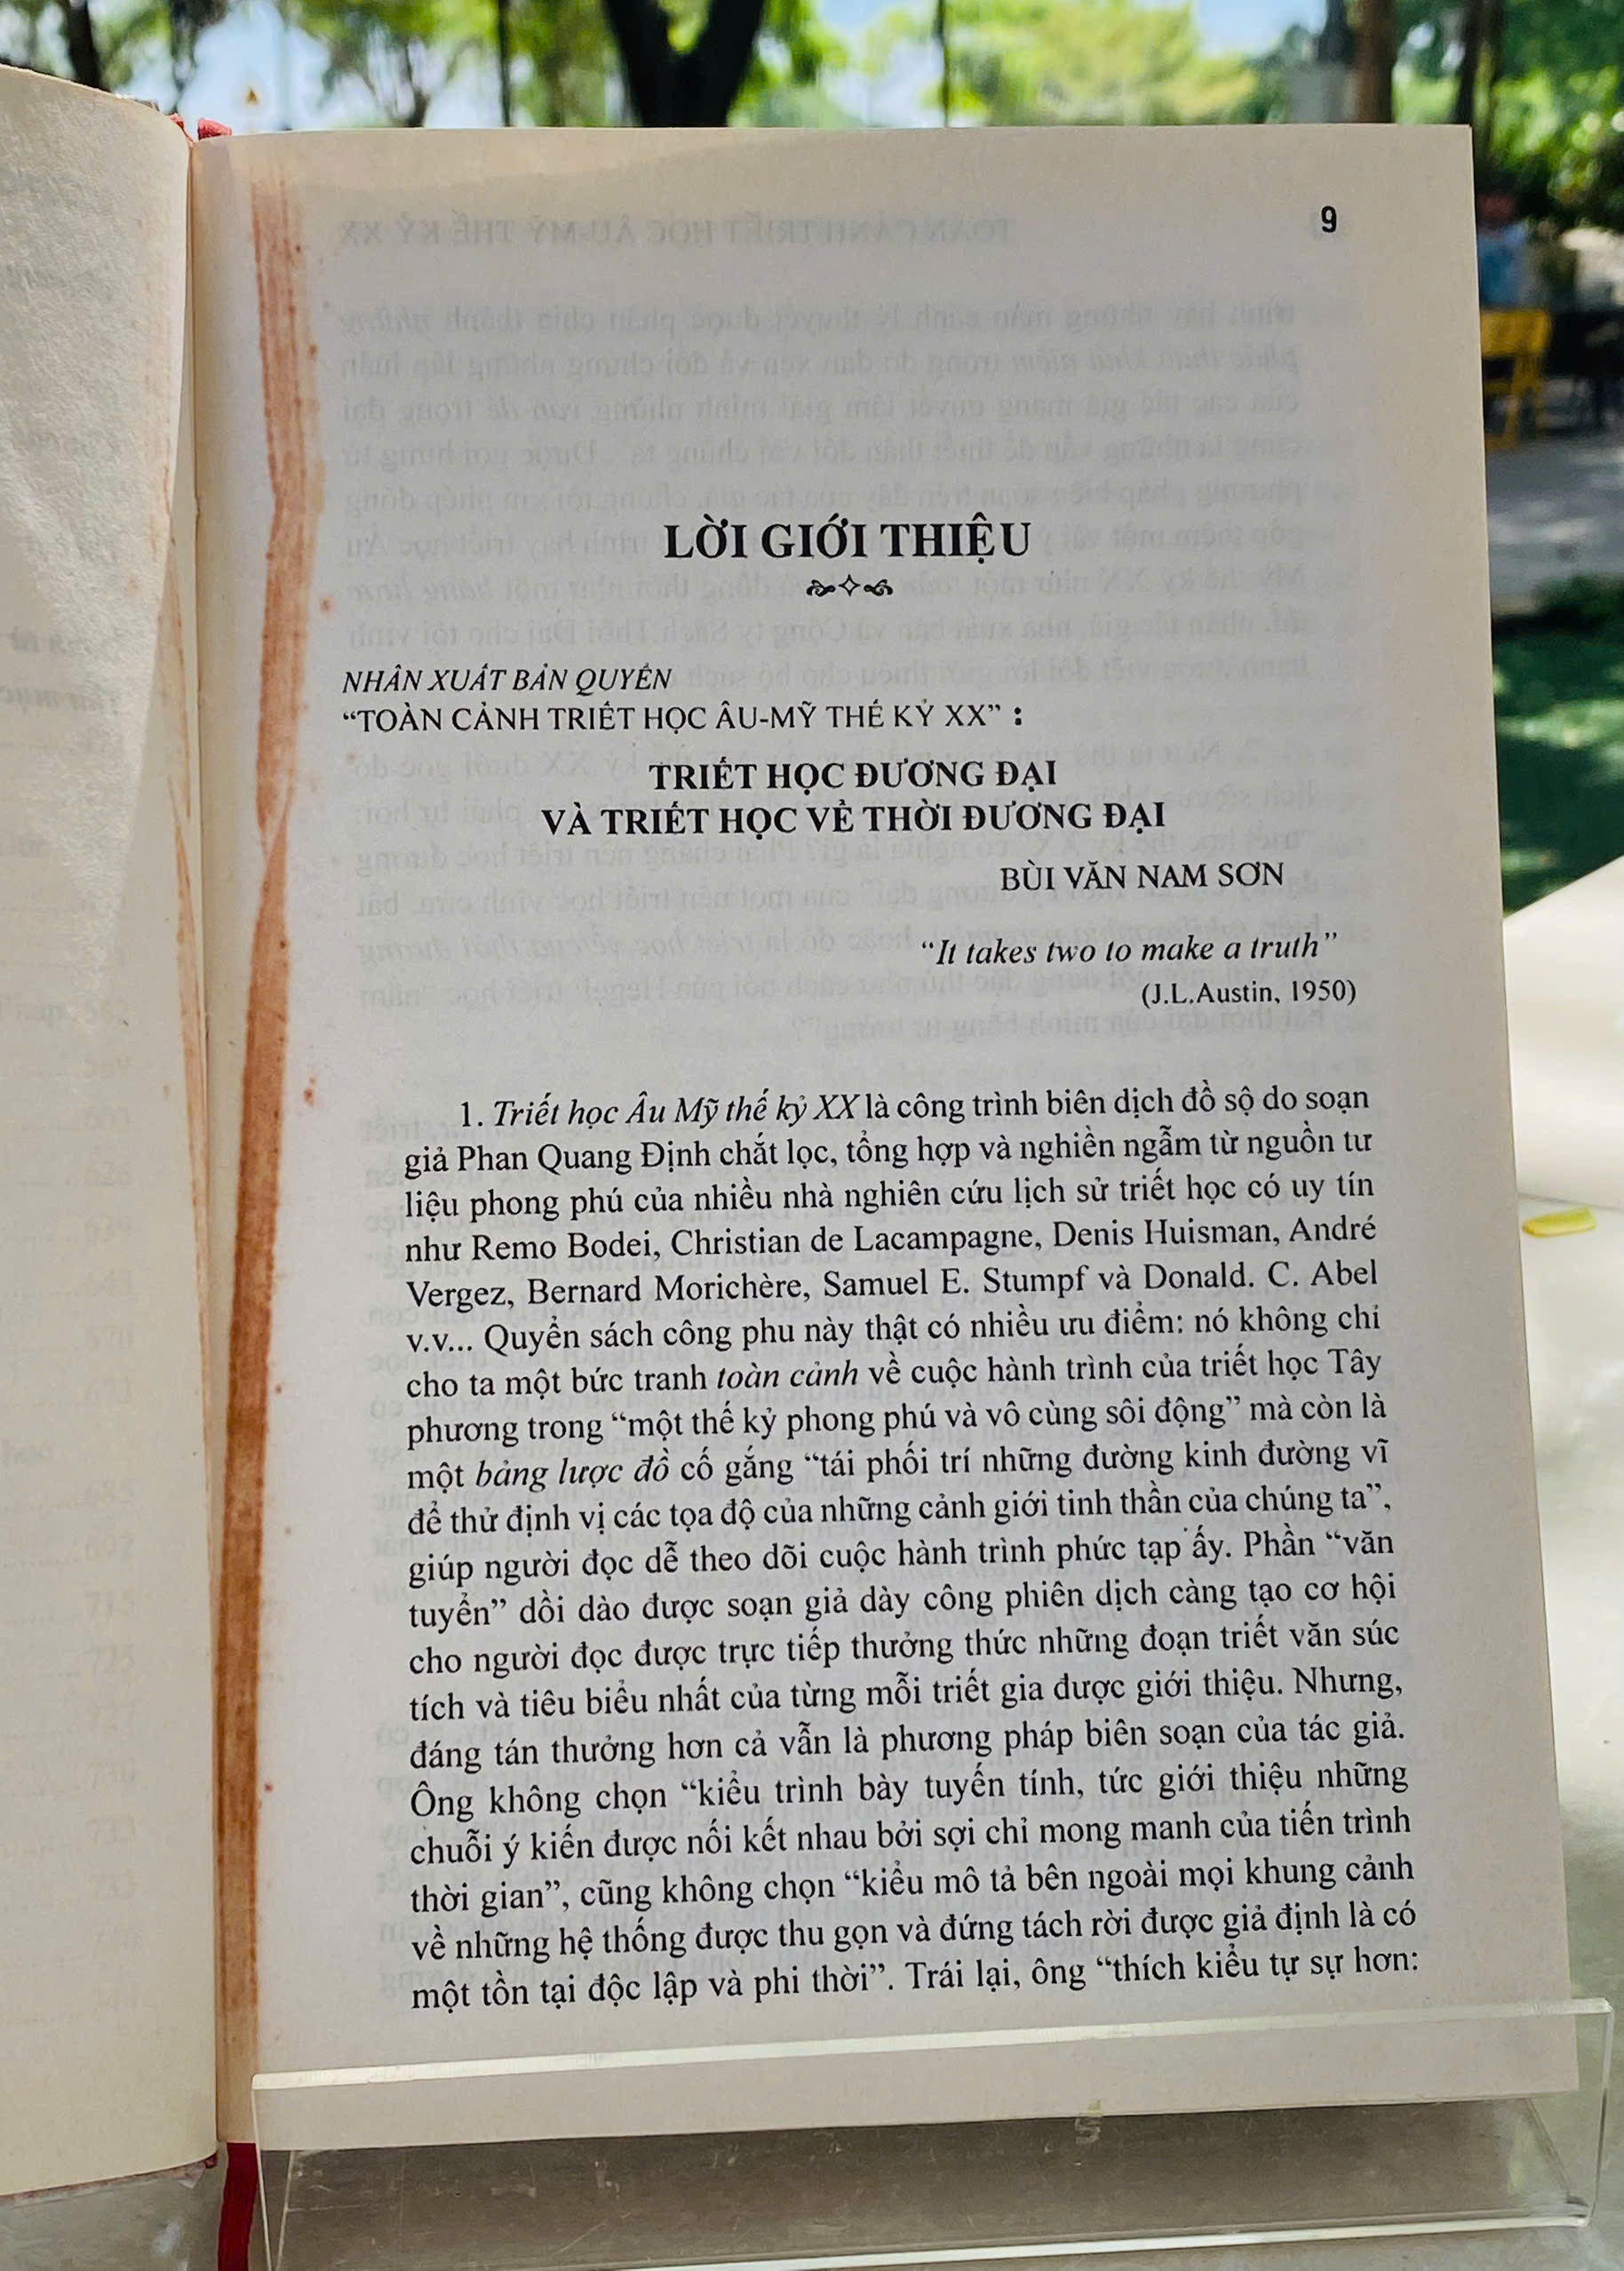 9
LỜI GIỚI THIỆU
NHÂN XUẤT BẢN QUYỂN
“TOÀN CẢNH TRIẾT HỌC ÂU-MỸ THẾ KỶ XX” :
TRIẾT HỌC ĐƯƠNG ĐẠI
VÀ TRIẾT HỌC VỀ THỜI ĐƯƠNG ĐẠI
BÙI VĂN NAM SƠN
“It takes two to make a truth”
(J.L.Austin, 1950)
1. Triết học Âu Mỹ thế kỷ XX là công trình biên dịch đồ sộ do soạn
giả Phan Quang Định chắt lọc, tổng hợp và nghiền ngẫm từ nguồn tư
liệu phong phú của nhiều nhà nghiên cứu lịch sử triết học có uy tín
như Remo Bodei, Christian de Lacampagne, Denis Huisman, André
Vergez, Bernard Morichère, Samuel E. Stumpf và Donald. C. Abel
v.v... Quyển sách công phu này thật có nhiều ưu điểm: nó không chỉ
cho ta một bức tranh toàn cảnh về cuộc hành trình của triết học Tây
phương trong “một thế kỷ phong phú và vô cùng sôi động” mà còn là
một bảng lược đồ cố gắng “tái phối trí những đường kinh đường vĩ
để thử định vị các tọa độ của những cảnh giới tinh thần của chúng ta”,
giúp người đọc dễ theo dõi cuộc hành trình phức tạp ấy. Phần “văn
tuyển” dồi dào được soạn giả dày công phiên dịch càng tạo cơ hội
cho người đọc được trực tiếp thưởng thức những đoạn triết văn súc
tích và tiêu biểu nhất của từng mỗi triết gia được giới thiệu. Nhưng,
đáng tán thưởng hơn cả vẫn là phương pháp biên soạn của tác giả.
Ông không chọn “kiểu trình bày tuyến tính, tức giới thiệu những
chuỗi ý kiến được nối kết nhau bởi sợi chỉ mong manh của tiến trình
thời gian”, cũng không chọn “kiểu mô tả bên ngoài mọi khung cảnh
về những hệ thống được thu gọn và đứng tách rời được giả định là có
một tồn tại độc lập và phi thời”. Trái lại, ông “thích kiểu tự sự hơn: